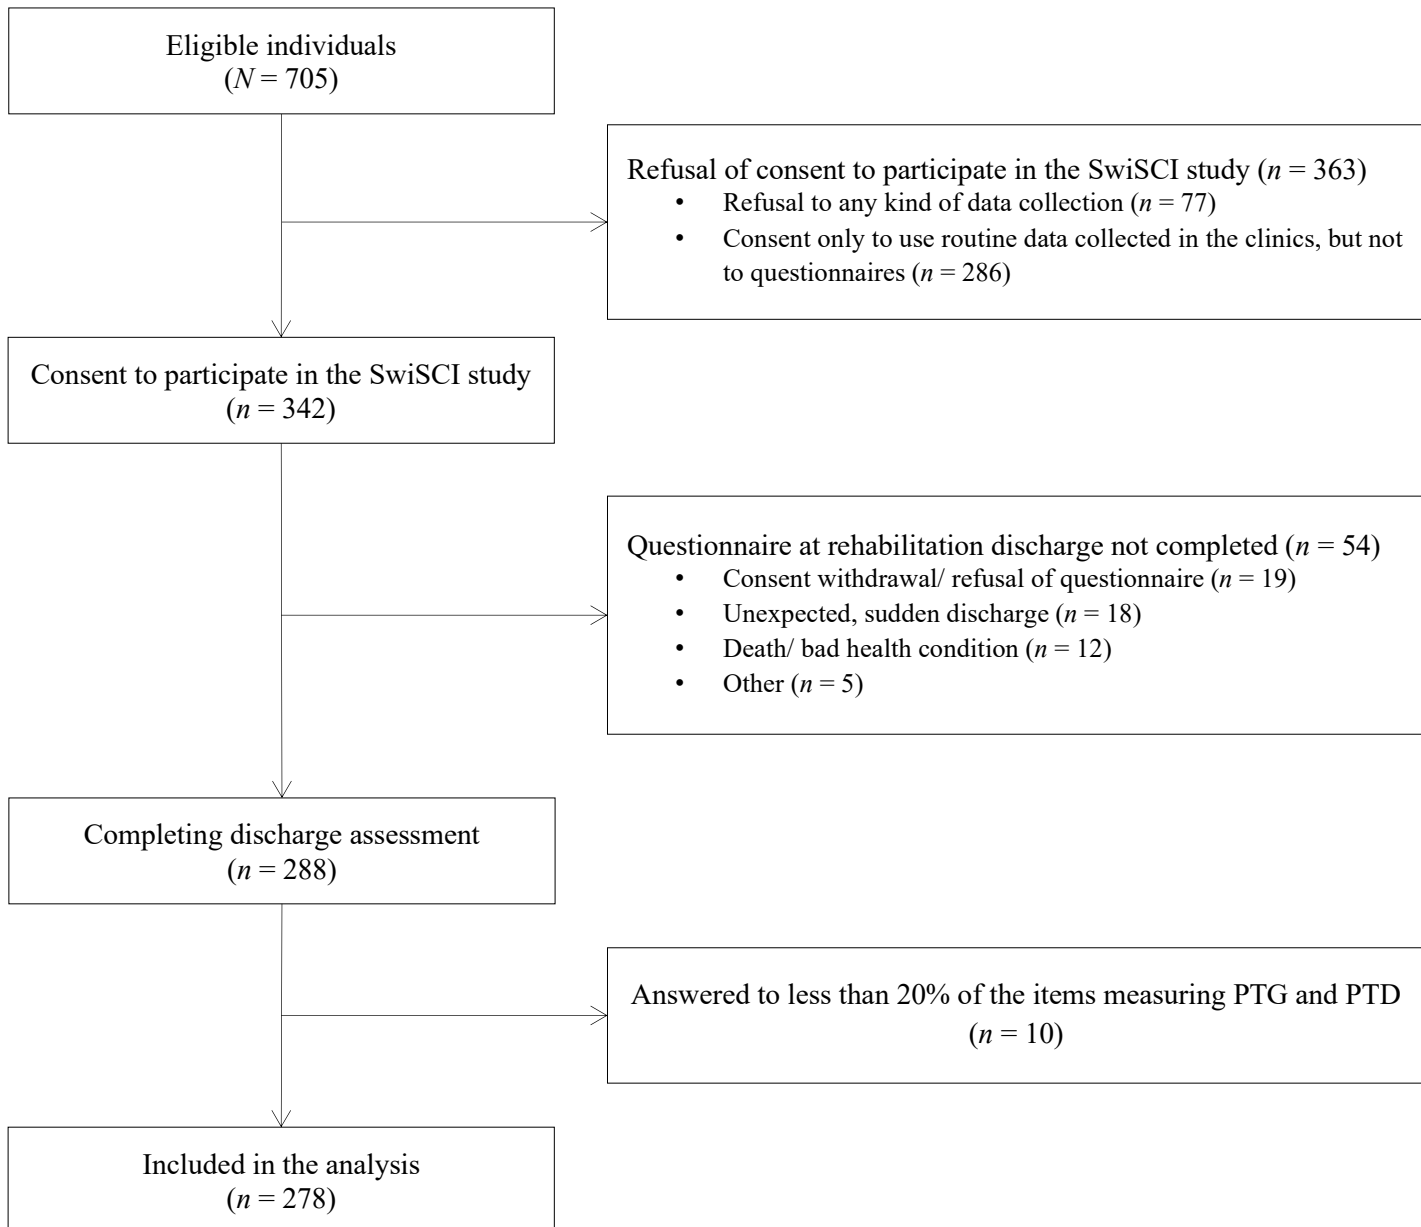 Eligible individuals
(N = 705)
Refusal of consent to participate in the SwiSCI study (n = 363)
• Refusal to any kind of data collection (n = 77)
• Consent only to use routine data collected in the clinics, but not
to questionnaires (n = 286)
Consent to participate in the SwiSCI study
(n = 342)
Questionnaire at rehabilitation discharge not completed (n = 54)
• Consent withdrawal/ refusal of questionnaire (n = 19)
• Unexpected, sudden discharge (n = 18)
• Death/ bad health condition (n = 12)
• Other (n = 5)
Completing discharge assessment
(n = 288)
Answered to less than 20% of the items measuring PTG and PTD
(n = 10)
Included in the analysis
(n = 278)